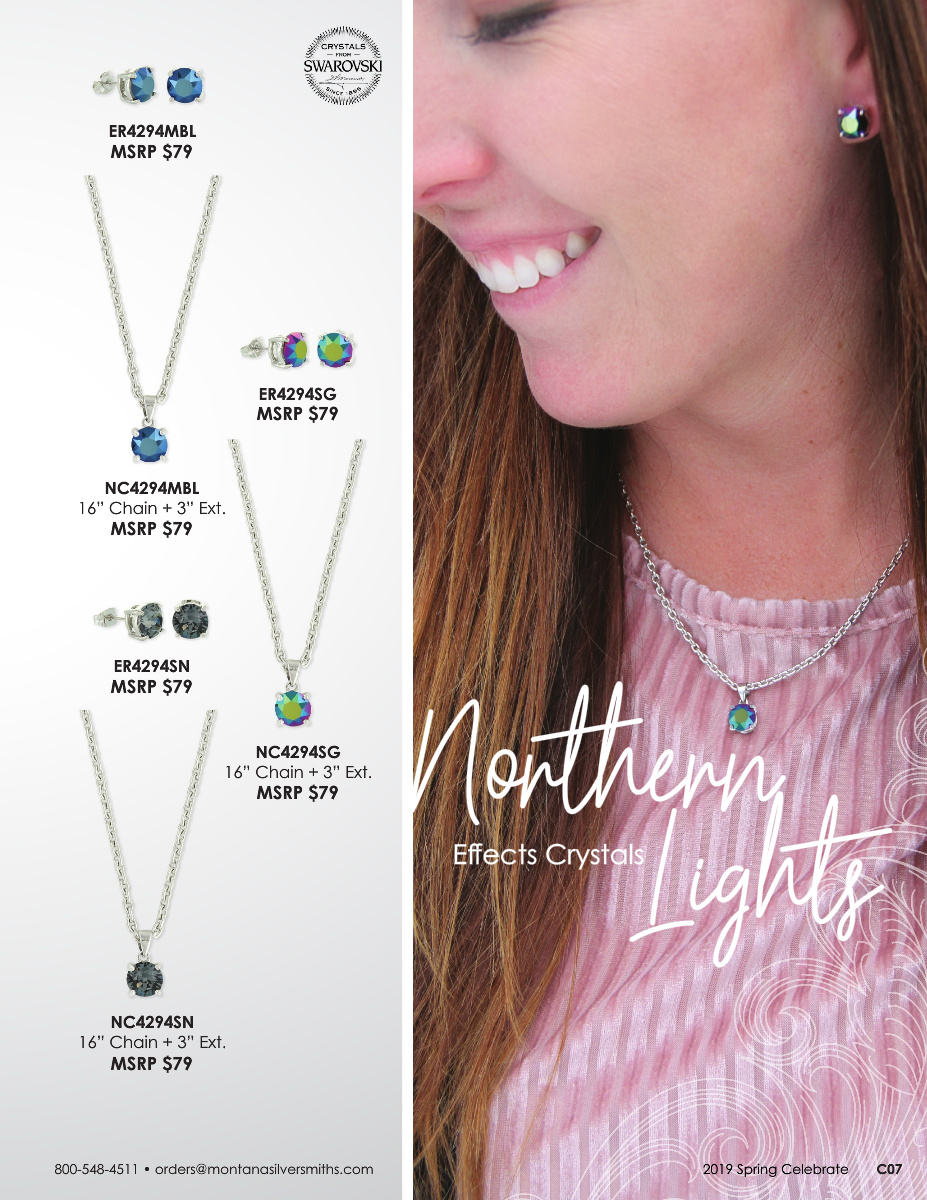 CRYSTALS
FROM
SWAROVSKI
SINCE 1895
ER4294MBL
MSRP $79
NC4294MBL
16” Chain + 3” Ext.
MSRP $79
ER4294SG
MSRP $79
NC4294SG
16” Chain + 3” Ext.
MSRP $79
ER4294SN
MSRP $79
NC4294SN
16” Chain + 3” Ext.
MSRP $79
Northern
Effects Crystals
Lights
800-548-4511 • orders@montanasilversmiths.com
2019 Spring Celebrate C07